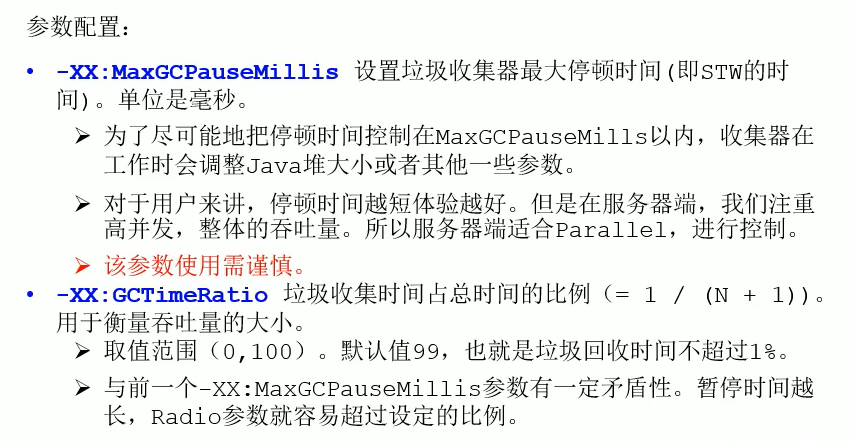 参数配置：
• -XX:MaxGCPauseMillis 设置垃圾收集器最大停顿时间(即STW的时
间)。单位是毫秒。
➢ 为了尽可能地把停顿时间控制在MaxGCPauseMills以内，收集器在
工作时会调整Java堆大小或者其他一些参数。
➢ 对于用户来讲，停顿时间越短体验越好。但是在服务器端，我们注重
高并发，整体的吞吐量。所以服务器端适合Parallel，进行控制。
➢ 该参数使用需谨慎。
• -XX:GCTimeRatio 垃圾收集时间占总时间的比例（= 1 / (N + 1)）。
用于衡量吞吐量的大小。
➢ 取值范围（0,100）。默认值99，也就是垃圾回收时间不超过1%。
➢ 与前一个-XX:MaxGCPauseMillis参数有一定矛盾性。暂停时间越
长，Radio参数就容易超过设定的比例。